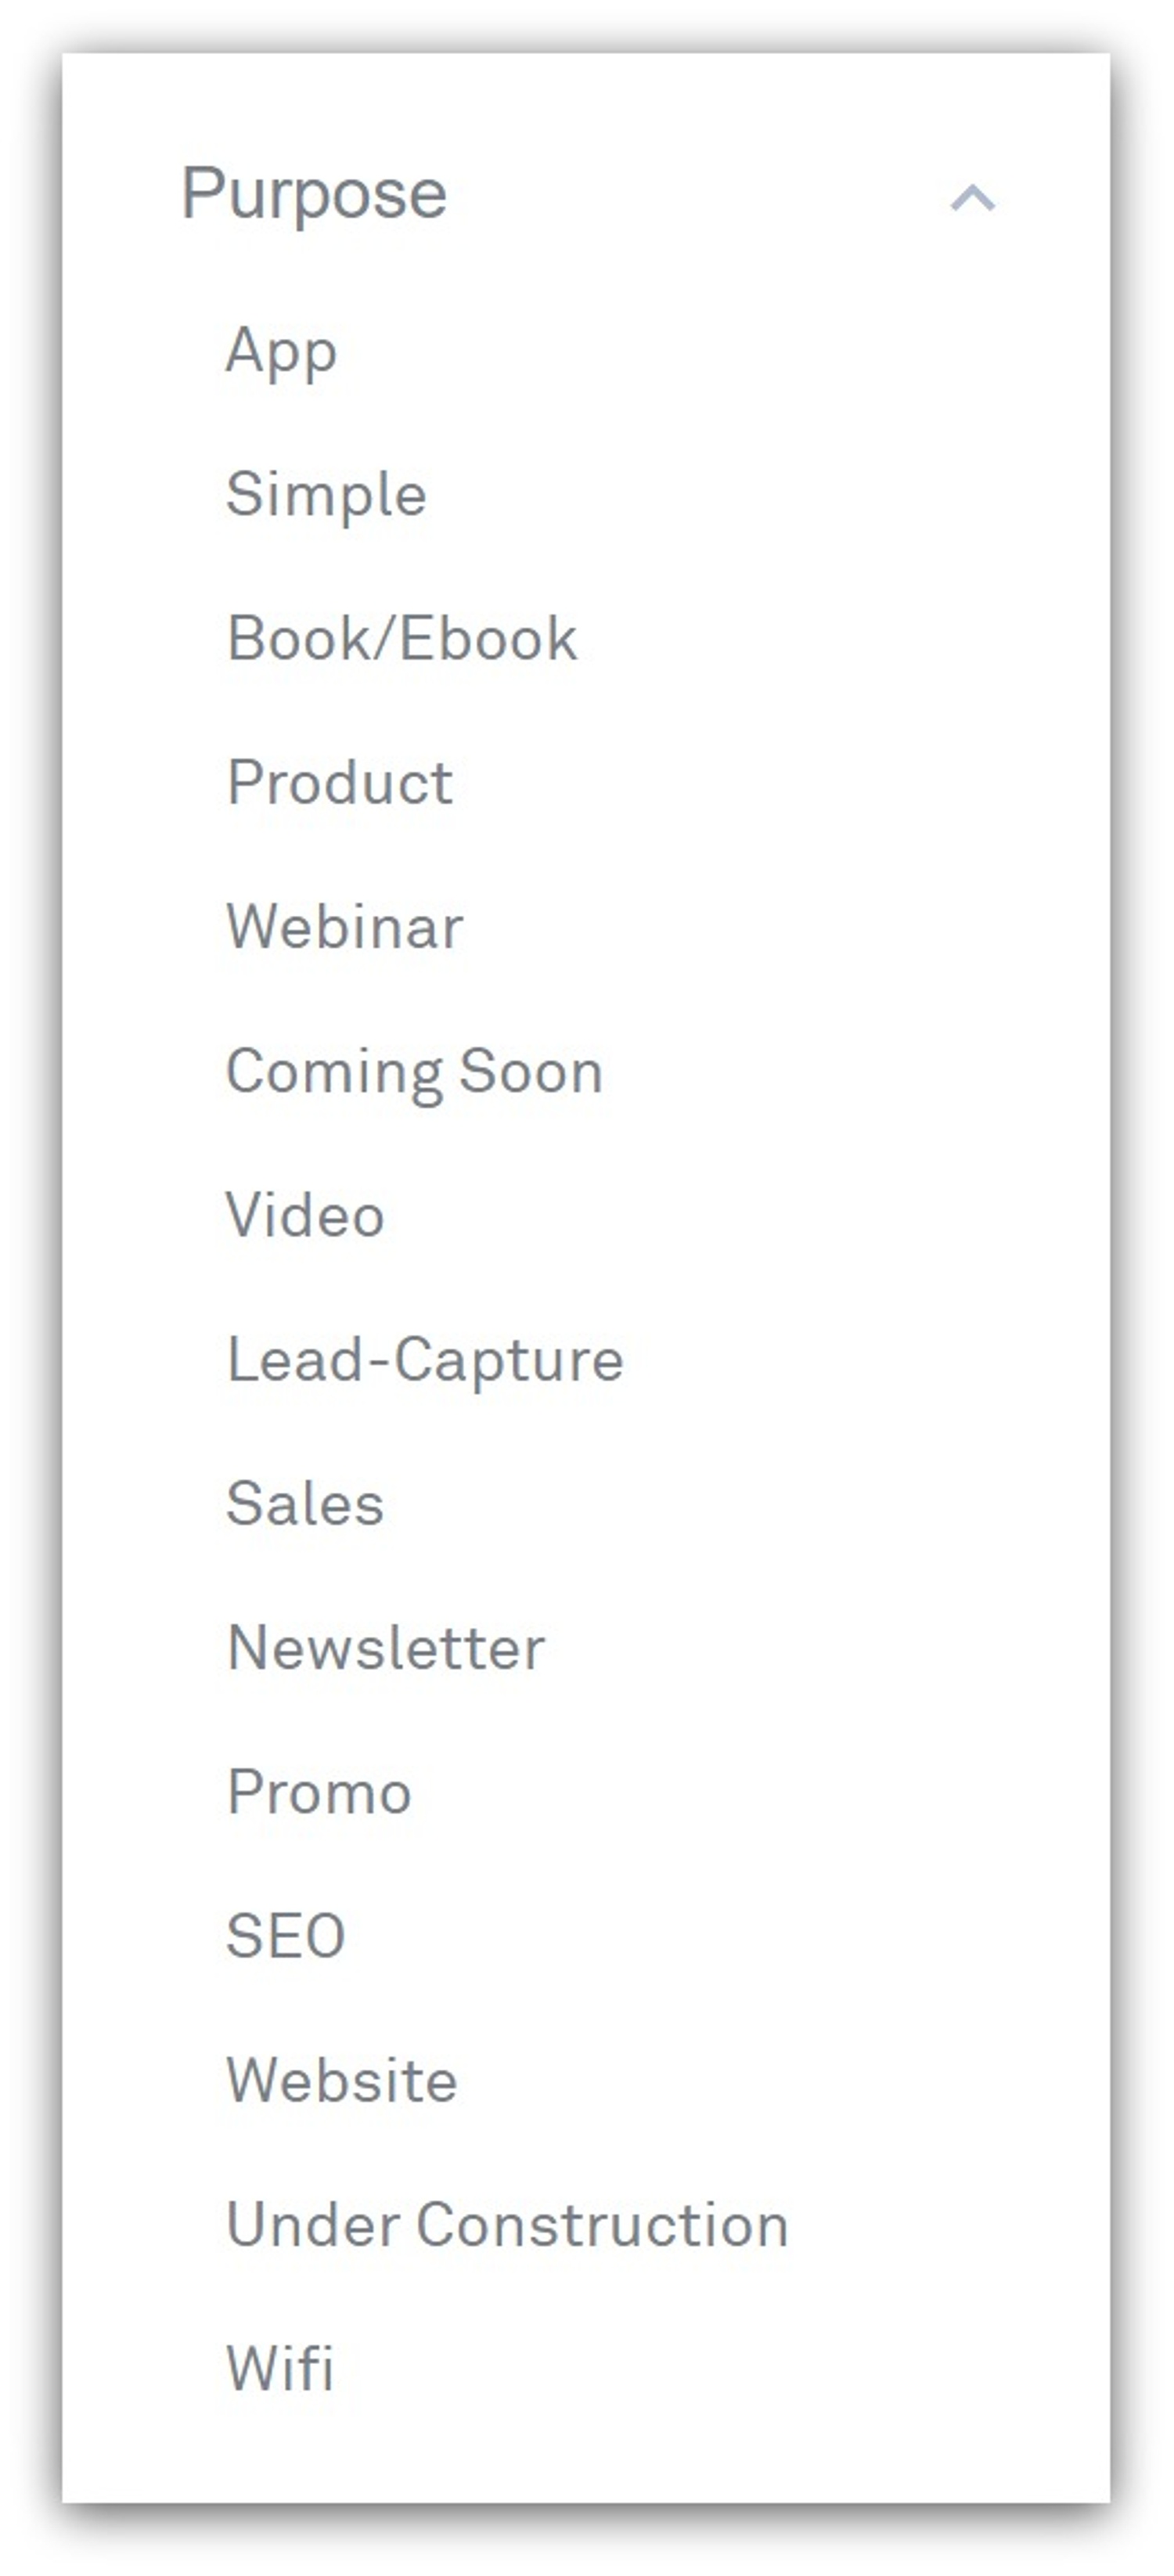 Purpose
App
Simple
Book/Ebook
Product
Webinar
Coming Soon
Video
Lead-Capture
Sales
Newsletter
Promo
SEO
Website
Under Construction
Wifi